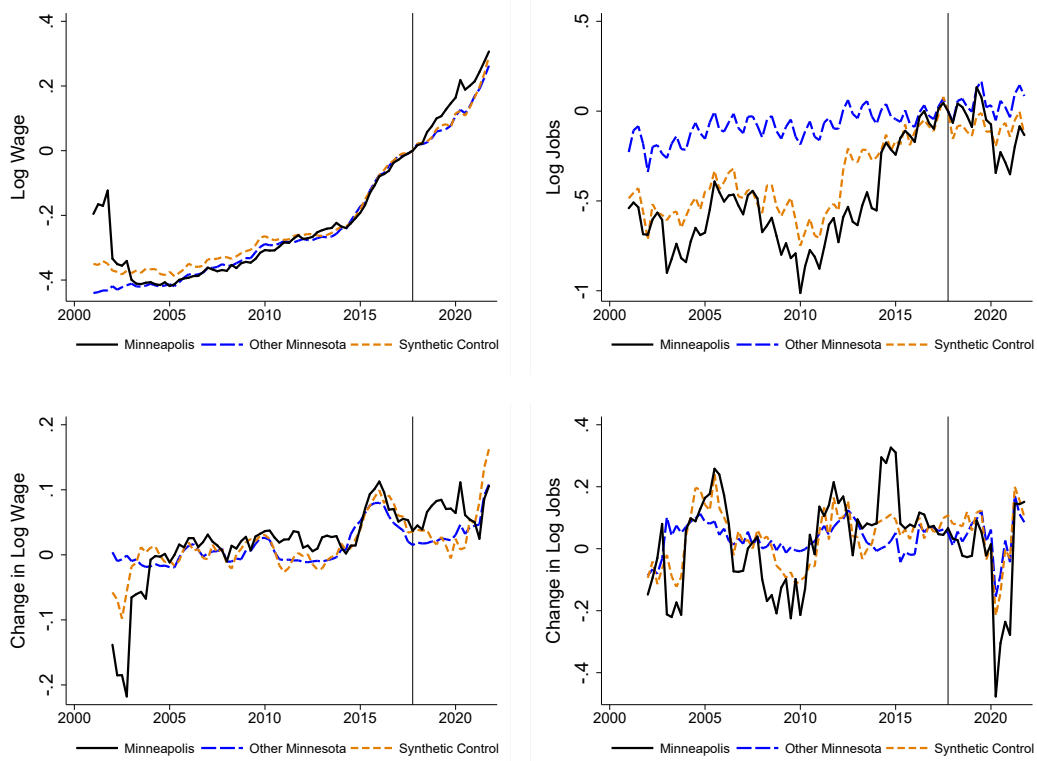 Log Wage
.4
.2
0
-.2
-.4
2000 2005 2010 2015 2020
Minneapolis Other Minnesota Synthetic Control
Log Jobs
.5
0
-.5
-1
2000 2005 2010 2015 2020
Minneapolis Other Minnesota Synthetic Control
Change in Log Wage
.2
.1
0
-.1
-.2
2000 2005 2010 2015 2020
Minneapolis Other Minnesota Synthetic Control
Change in Log Jobs
.4
.2
0
-.2
-.4
2000 2005 2010 2015 2020
Minneapolis Other Minnesota Synthetic Control